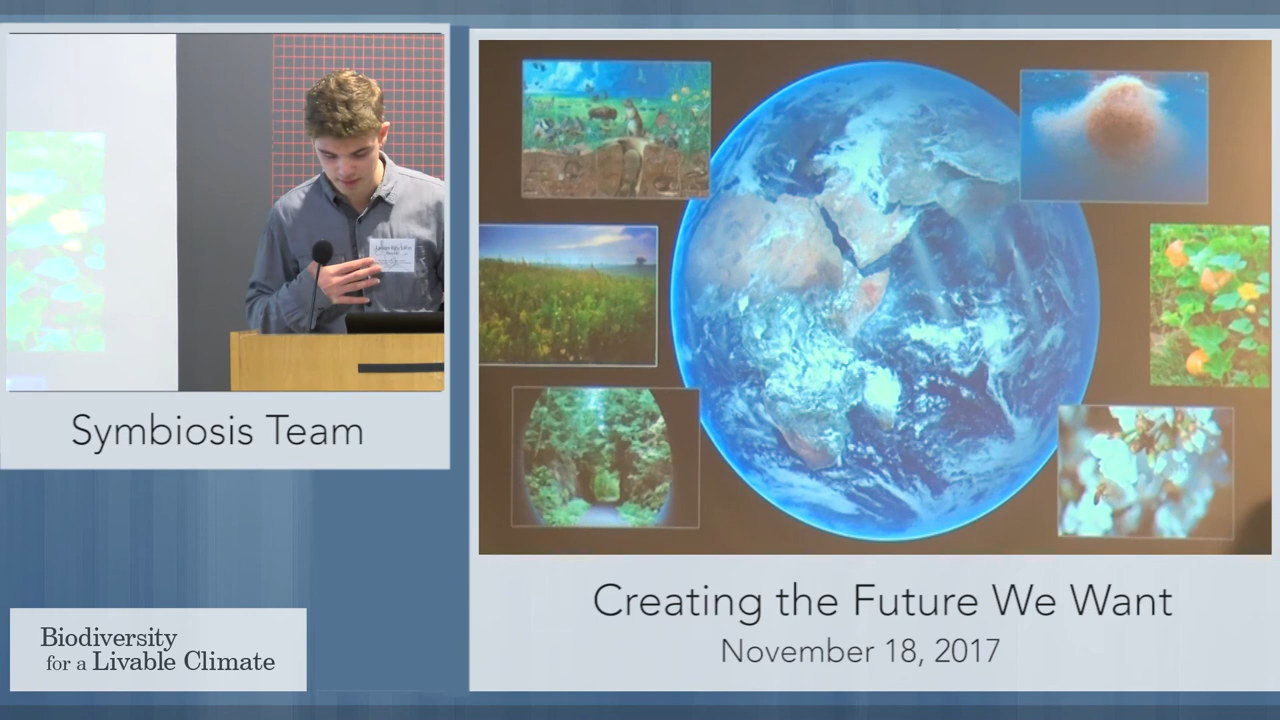 Symbiosis Team
Creating the Future We Want
November 18, 2017
Biodiversity
for a Livable Climate